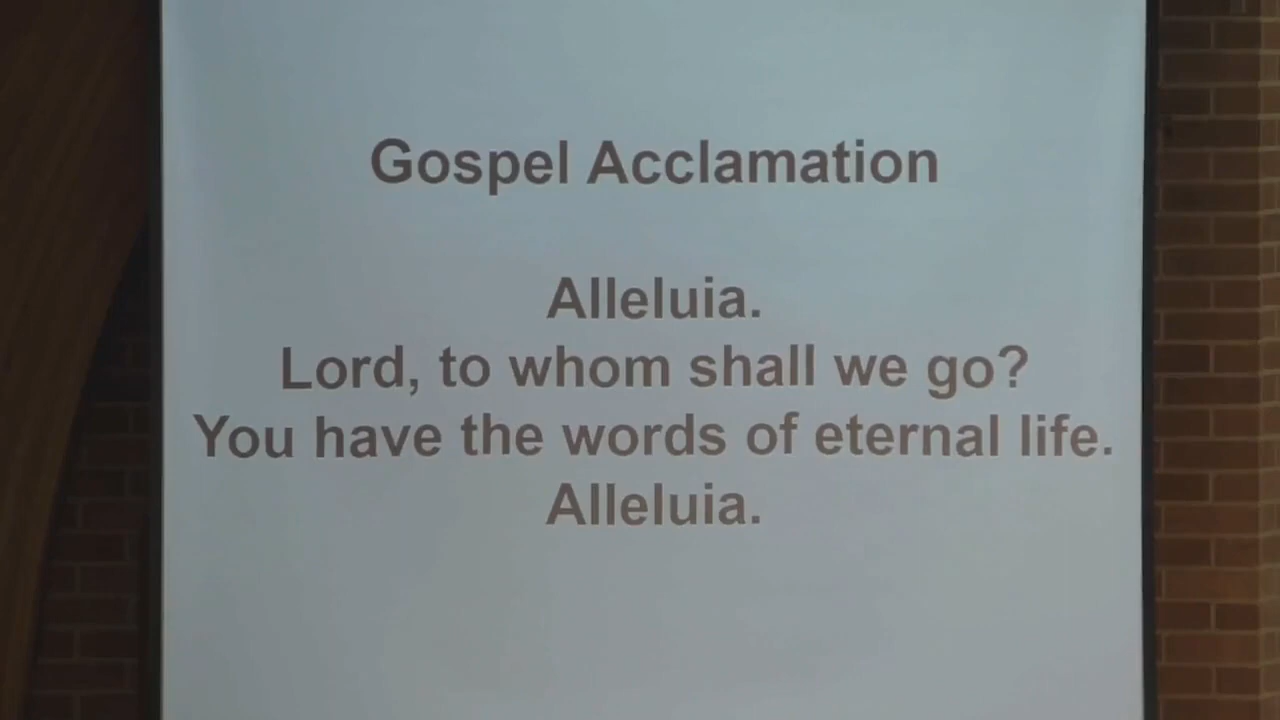 Gospel Acclamation
Alleluia.
Lord, to whom shall we go?
You have the words of eternal life.
Alleluia.